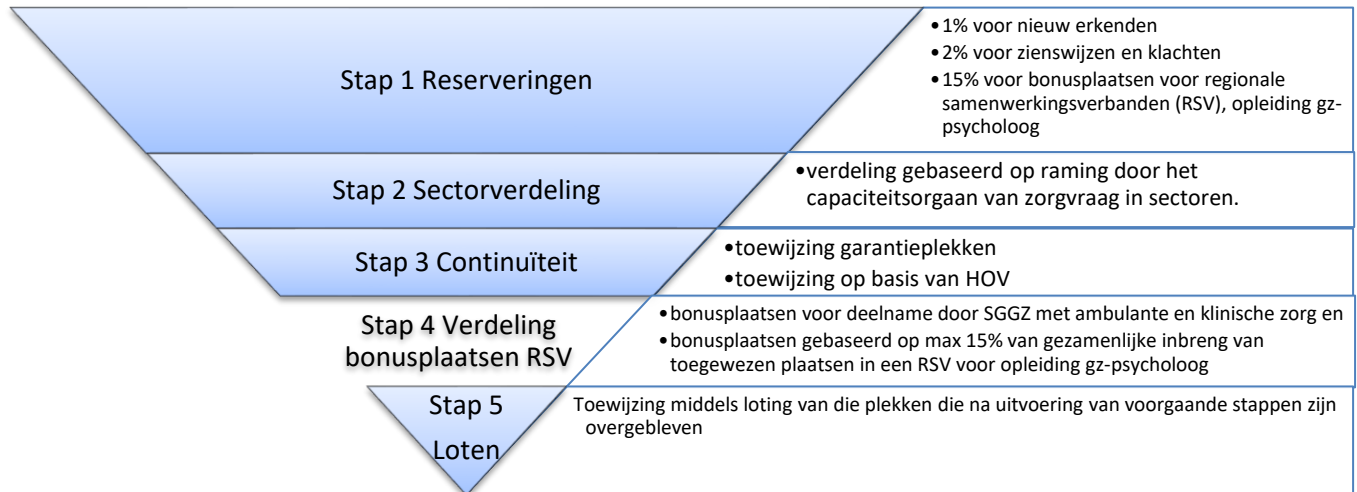 Stap 1 Reserveringen
•1% voor nieuw erkenden
•2% voor zienswijzen en klachten
•15% voor bonusplaatsen voor regionale
samenwerkingsverbanden (RSV), opleiding gz-
psycholoog
Stap 2 Sectorverdeling
•verdeling gebaseerd op raming door het
capaciteitsorgaan van zorgvraag in sectoren.
Stap 3 Continuïteit
•toewijzing garantieplekken
•toewijzing op basis van HOV
Stap 4 Verdeling
bonusplaatsen RSV
•bonusplaatsen voor deelname door SGGZ met ambulante en klinische zorg en
•bonusplaatsen gebaseerd op max 15% van gezamenlijke inbreng van
toegewezen plaatsen in een RSV voor opleiding gz-psycholoog
Stap 5
Loten
Toewijzing middels loting van die plekken die na uitvoering van voorgaande stappen zijn
overgebleven